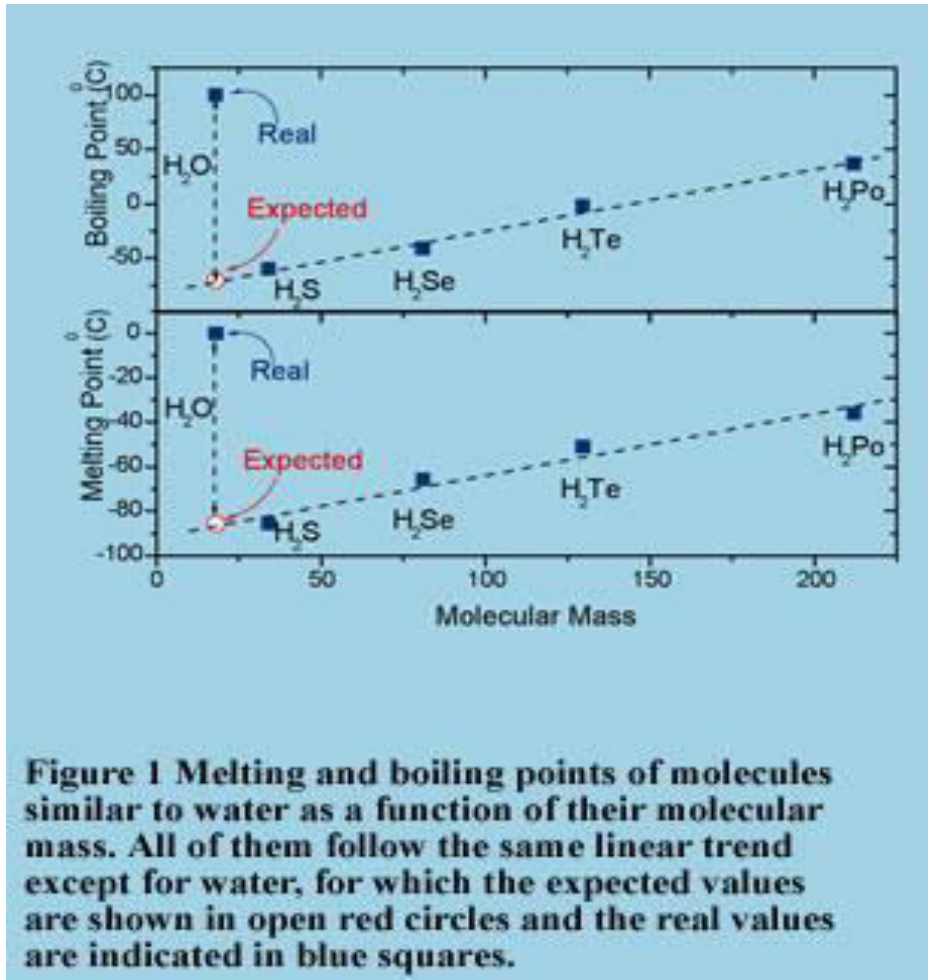 Boiling Point (°C)
100
50
0
-50
Real
H₂O
Expected
H₂S
H₂Se
H₂Te
H₂Po
Melting Point (°C)
0
-20
-40
-60
-80
-100
Real
H₂O
Expected
H₂S
H₂Se
H₂Te
H₂Po
0 50 100 150 200
Molecular Mass
Figure 1 Melting and boiling points of molecules
similar to water as a function of their molecular
mass. All of them follow the same linear trend
except for water, for which the expected values
are shown in open red circles and the real values
are indicated in blue squares.